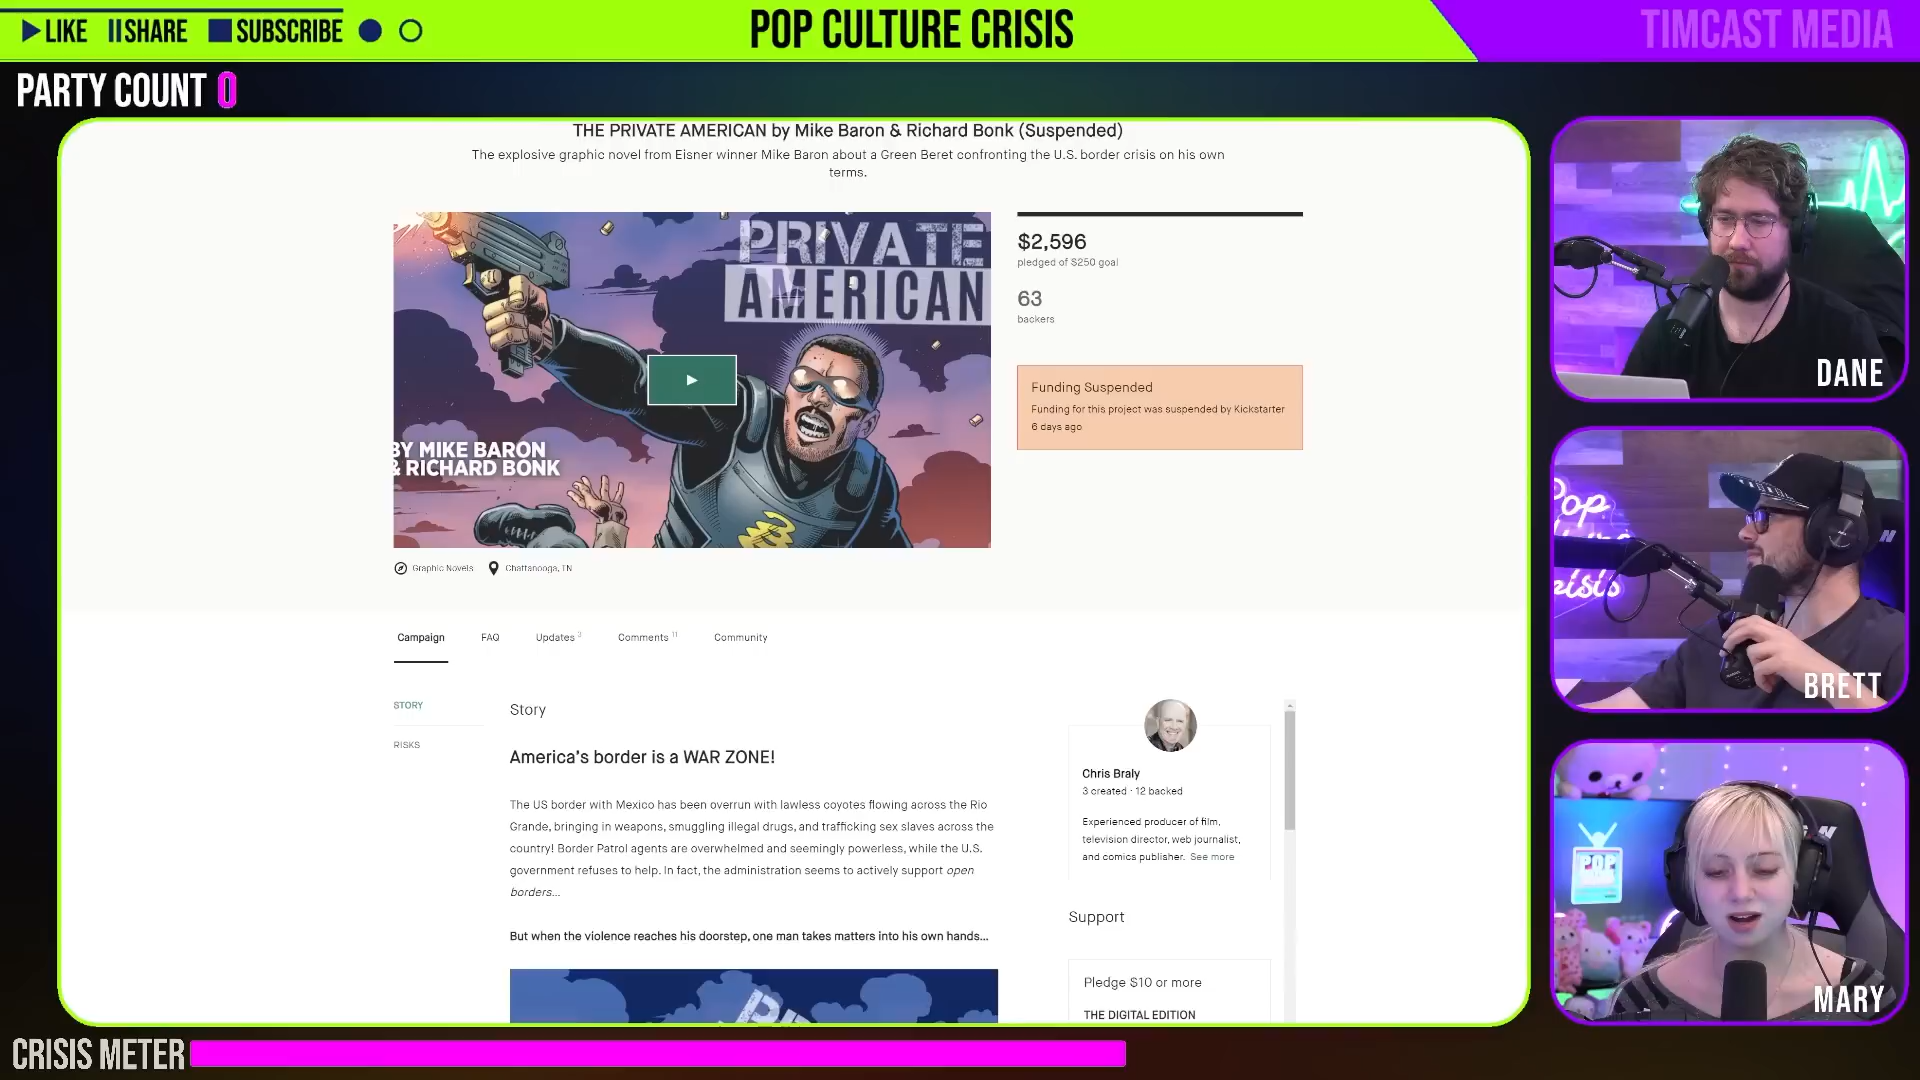 LIKE SHARE SUBSCRIBE
POP CULTURE CRISIS
TIMCAST MEDIA
PARTY COUNT 0
THE PRIVATE AMERICAN by Mike Baron & Richard Bonk (Suspended)
The explosive graphic novel from Eisner winner Mike Baron about a Green Beret confronting the U.S. border crisis on his own
terms.
PRIVATE
AMERICAN
BY MIKE BARON
& RICHARD BONK
$2,596
pledged of $250 goal
63
backers
Funding Suspended
Funding for this project was suspended by Kickstarter
6 days ago
Graphic Novels Chattanooga, TN
Campaign FAQ Updates 3 Comments 11 Community
STORY
RISKS
Story
America's border is a WAR ZONE!
The US border with Mexico has been overrun with lawless coyotes flowing across the Rio
Grande, bringing in weapons, smuggling illegal drugs, and trafficking sex slaves across the
country! Border Patrol agents are overwhelmed and seemingly powerless, while the U.S.
government refuses to help. In fact, the administration seems to actively support open
borders...
But when the violence reaches his doorstep, one man takes matters into his own hands...
Chris Braly
3 created · 12 backed
Experienced producer of film,
television director, web journalist,
and comics publisher. See more
Support
Pledge $10 or more
THE DIGITAL EDITION
DANE
Pop
BRETT
POP
MARY
CRISIS METER